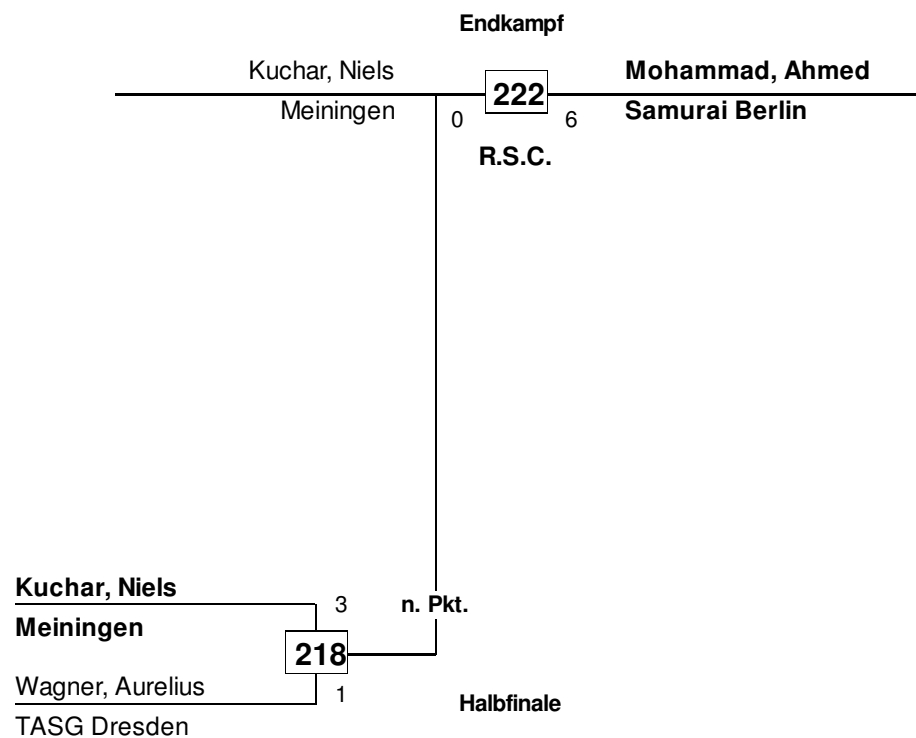 Endkampf
Kuchar, Niels
Meiningen
0
222
6
R.S.C.
Mohammad, Ahmed
Samurai Berlin
Kuchar, Niels
Meiningen
3
n. Pkt.
218
Wagner, Aurelius
TASG Dresden
1
Halbfinale